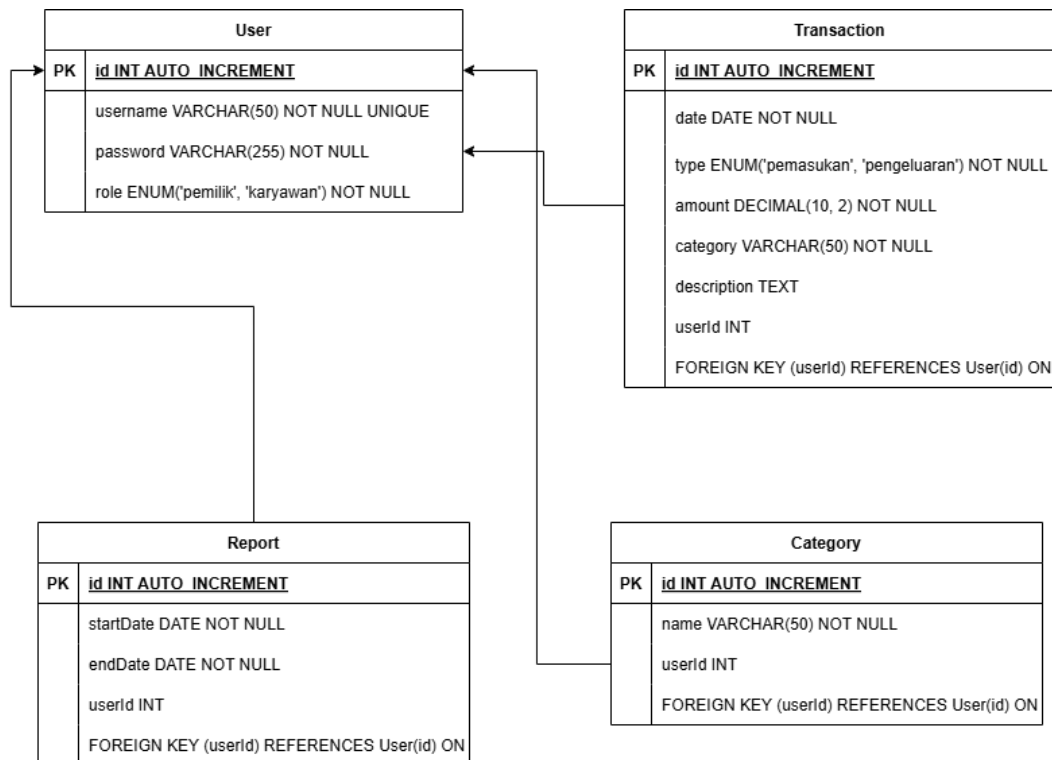 User
PK id INT AUTO_INCREMENT
username VARCHAR(50) NOT NULL UNIQUE
password VARCHAR(255) NOT NULL
role ENUM('pemilik', 'karyawan') NOT NULL
Transaction
PK id INT AUTO_INCREMENT
date DATE NOT NULL
type ENUM('pemasukan', 'pengeluaran') NOT NULL
amount DECIMAL(10, 2) NOT NULL
category VARCHAR(50) NOT NULL
description TEXT
userId INT
FOREIGN KEY (userId) REFERENCES User(id) ON
Report
PK id INT AUTO_INCREMENT
startDate DATE NOT NULL
endDate DATE NOT NULL
userId INT
FOREIGN KEY (userId) REFERENCES User(id) ON
Category
PK id INT AUTO_INCREMENT
name VARCHAR(50) NOT NULL
userId INT
FOREIGN KEY (userId) REFERENCES User(id) ON